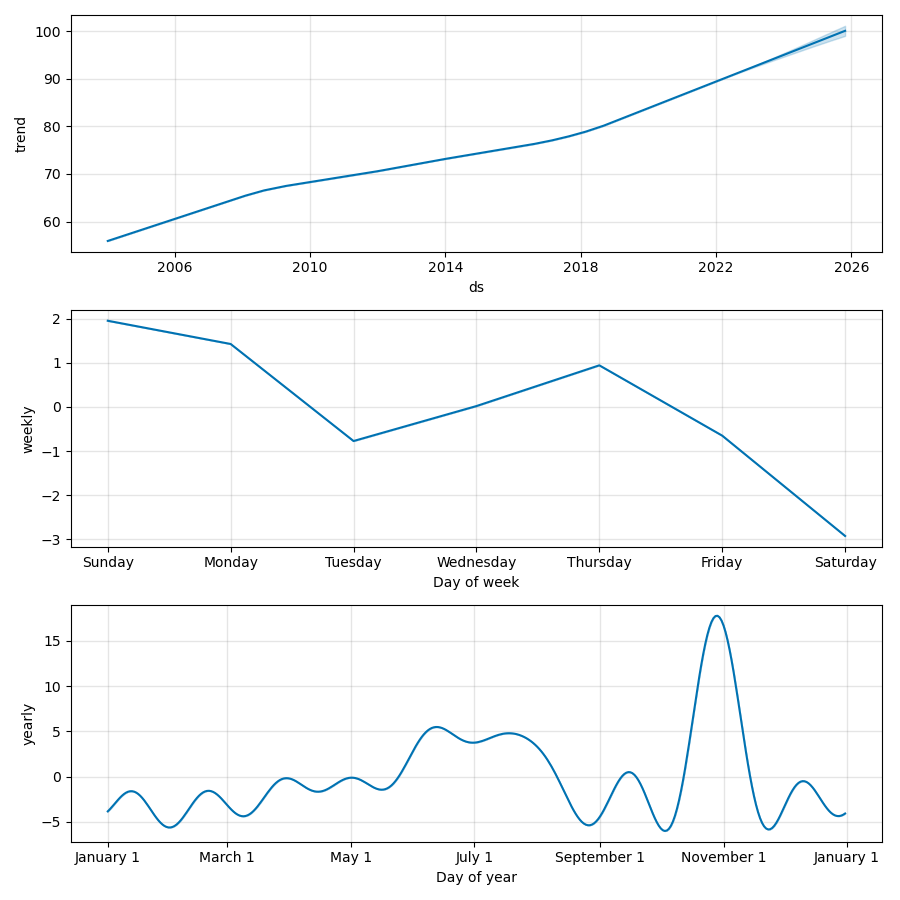 trend
100
90
80
70
60
2006 2010 2014 2018 2022 2026
ds
weekly
2
1
0
−1
−2
−3
Sunday Monday Tuesday Wednesday Thursday Friday Saturday
Day of week
yearly
15
10
5
0
−5
January 1 March 1 May 1 July 1 September 1 November 1 January 1
Day of year